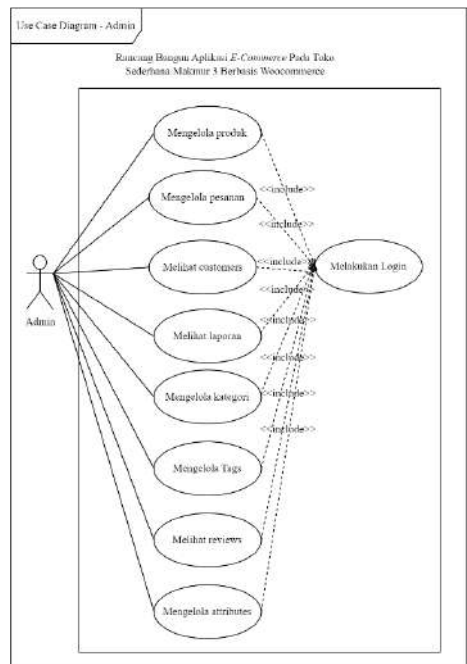 Use Case Diagram - Admin
Rancang Bangun Aplikasi E-Commerce Pada Toko
Sederhana Makmur 3 Berbasis Woocommerce
Mengelola produk
<<include>>
Mengelola pesanan
<<include>>
<<include>>
Melihat customers
Melakukan Login
<<include>>
Admin
<<include>>
Melihat laporan
<<include>>
<<include>>
Mengelola kategori
<<include>>
Mengelola Tags
Melihat reviews
Mengelola attributes